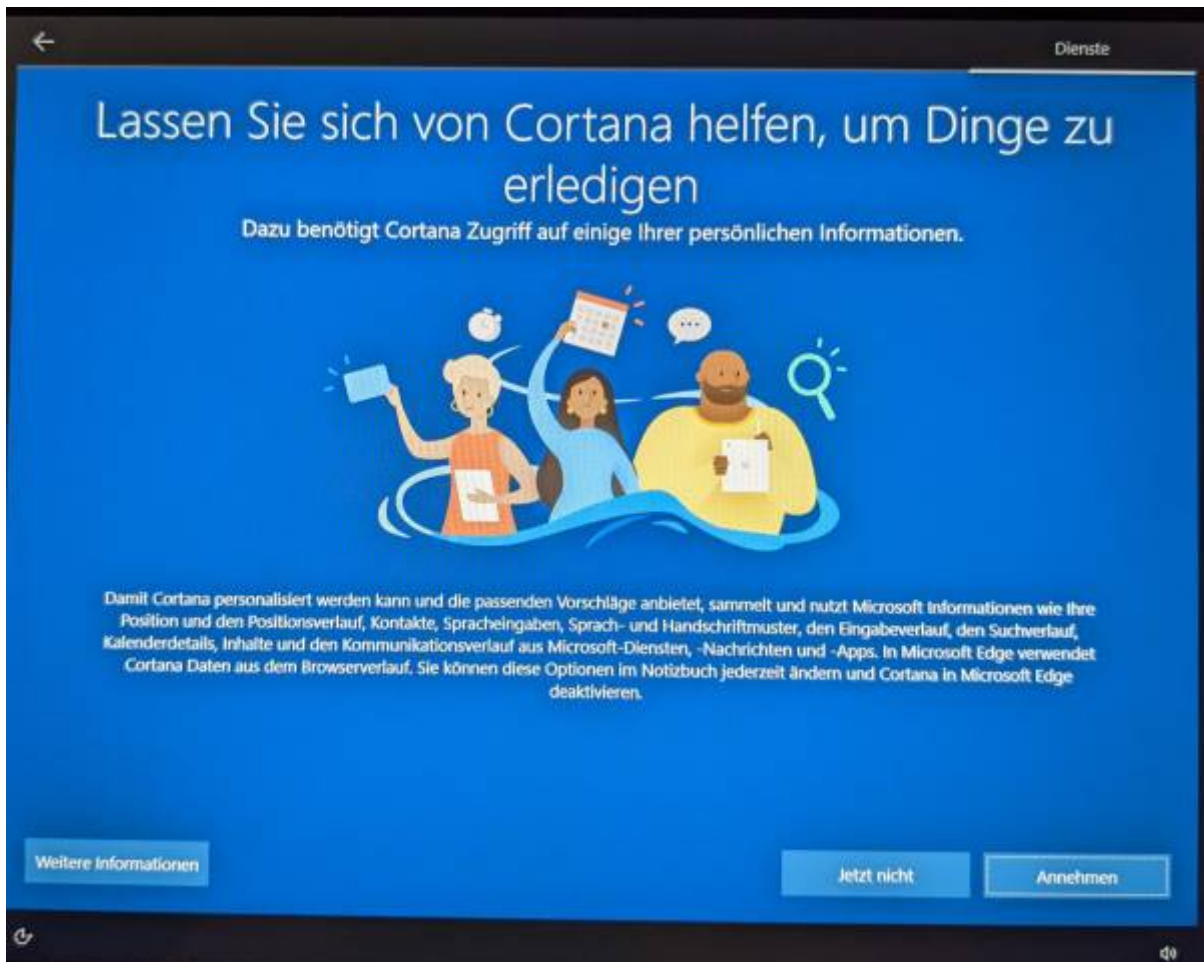 Dienste
Lassen Sie sich von Cortana helfen, um Dinge zu
erledigen
Dazu benötigt Cortana Zugriff auf einige Ihrer persönlichen Informationen.
Damit Cortana personalisiert werden kann und die passenden Vorschläge anbietet, sammelt und nutzt Microsoft Informationen wie Ihre
Position und den Positionsverlauf, Kontakte, Spracheingaben, Sprach- und Handschriftmuster, den Eingabeverlauf, den Suchverlauf,
Kalenderdetails, Inhalte und den Kommunikationsverlauf aus Microsoft-Diensten, -Nachrichten und -Apps. In Microsoft Edge verwendet
Cortana Daten aus dem Browserverlauf. Sie können diese Optionen im Notizbuch jederzeit ändern und Cortana in Microsoft Edge
deaktivieren.
Weitere Informationen
Jetzt nicht
Annehmen